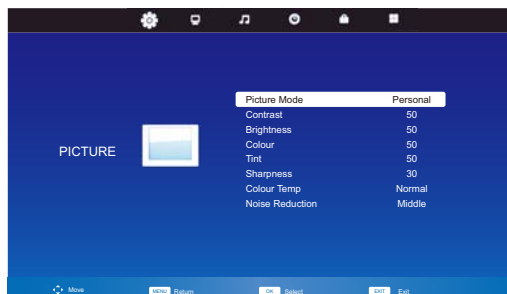 PICTURE
Picture Mode Personal
Contrast 50
Brightness 50
Colour 50
Tint 50
Sharpness 30
Colour Temp Normal
Noise Reduction Middle
Move MENU Return OK Select EXIT Exit